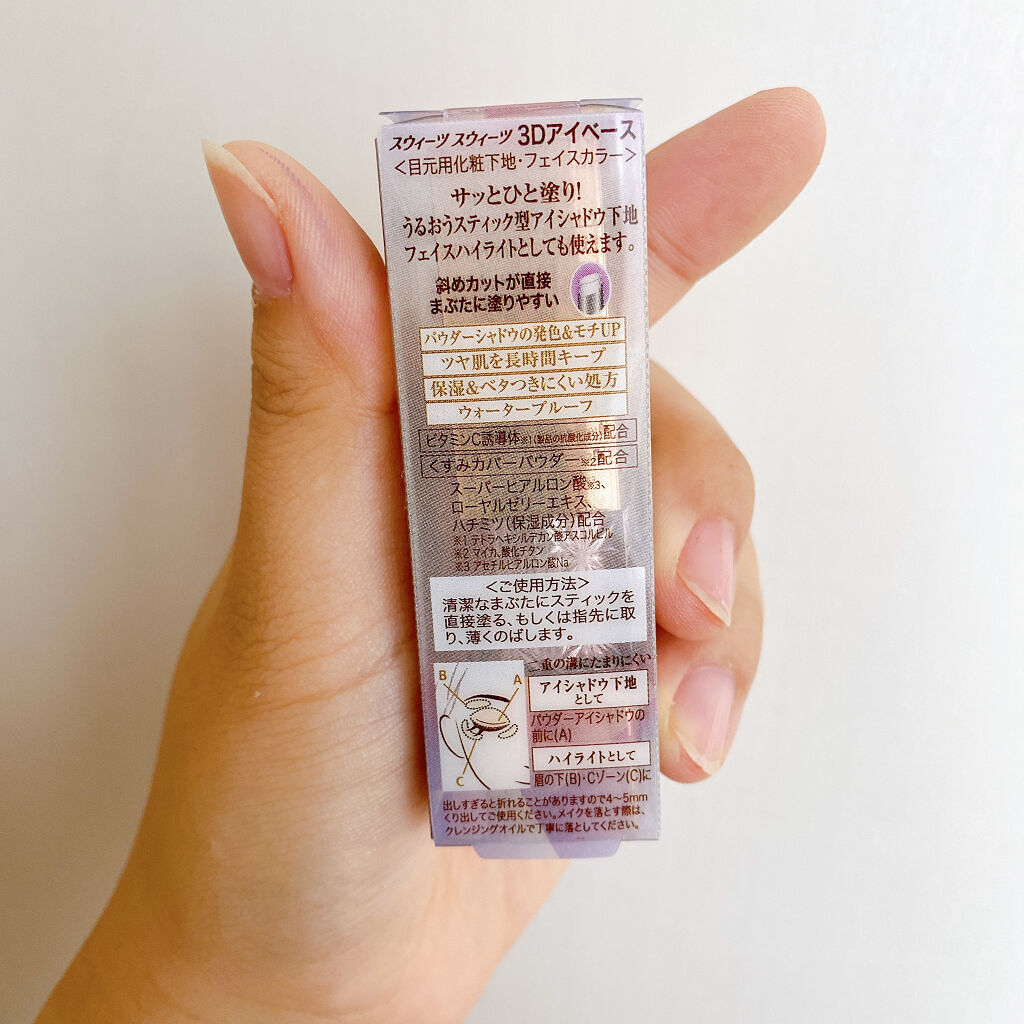 スウィーツ スウィーツ 3Dアイベース
<目元用化粧下地・フェイスカラー>
サッとひと塗り!
うるおうスティック型アイシャドウ下地
フェイスハイライトとしても使えます。
斜めカットが直接
まぶたに塗りやすい
パウダーシャドウの発色&モチUP
ツヤ肌を長時間キープ
保湿&ベタつきにくい処方
ウォータープルーフ
ビタミンC誘導体※1(製品の抗酸化成分)配合
くすみカバーパウダー※2配合
スーパーヒアルロン酸※3、
ローヤルゼリーエキス、
ハチミツ(保湿成分)配合
※1 テトラヘキシルデカン酸アスコルビル
※2 マイカ、酸化チタン
※3 アセチルヒアルロン酸Na
<ご使用方法>
清潔なまぶたにスティックを
直接塗る、もしくは指先に取
り、薄くのばします。
二重の溝にたまりにくい
アイシャドウ下地
として
パウダーアイシャドウの
前に(A)
ハイライトとして
眉の下(B)・Cゾーン(C)に
B
A
C
出しすぎると折れることがありますので4〜5mm
くり出してご使用ください。メイクを落とす際は、
クレンジングオイルで丁寧に落としてください。